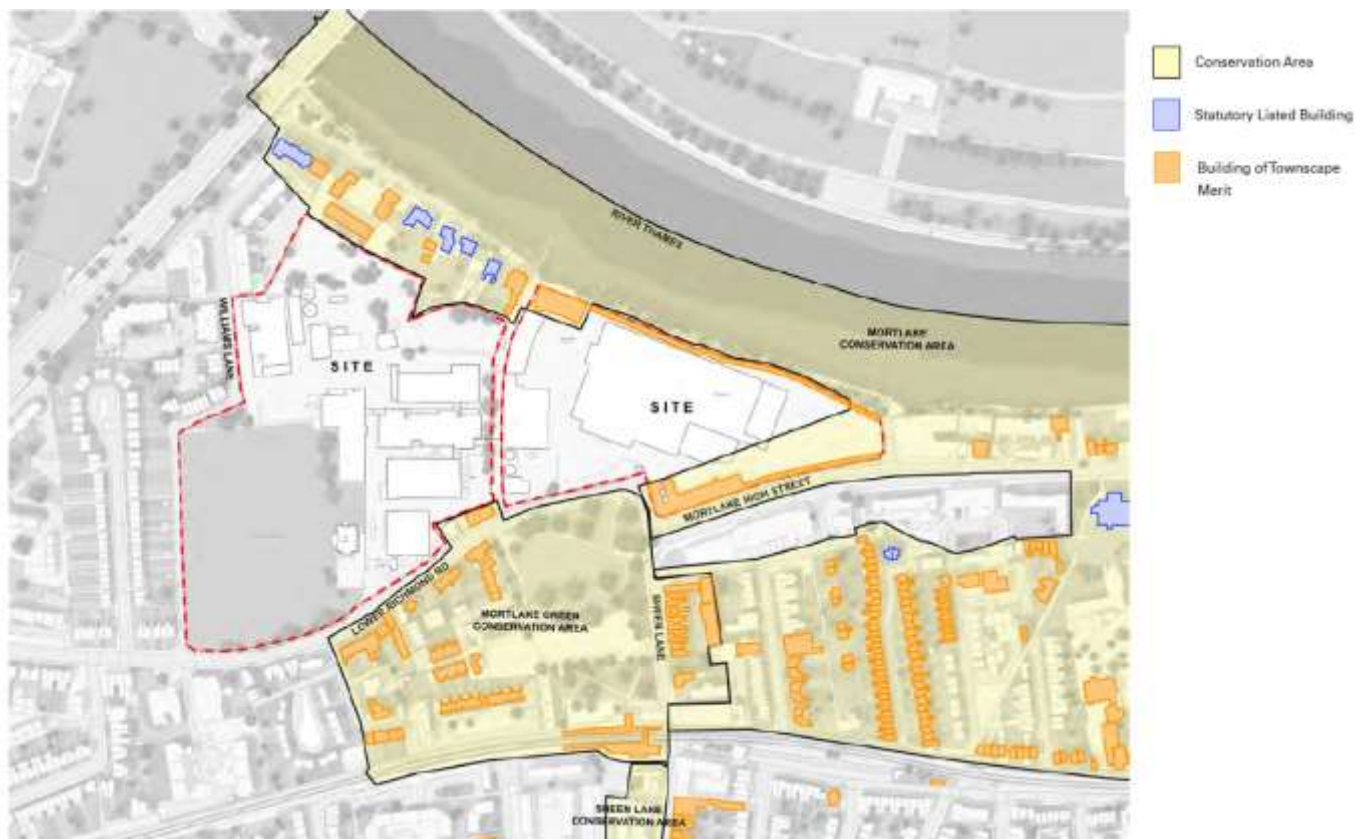 Conservation Area
Statutory Listed Building
Building of Townscape
Merit
RIVER THAMES
MORTLAKE
CONSERVATION AREA
WILLIAMS LANE
SITE
SITE
MORTLAKE HIGH STREET
LOWER RICHMOND RD
MORTLAKE GREEN
CONSERVATION AREA
SHEEN LANE
SHEEN LANE
CONSERVATION AREA